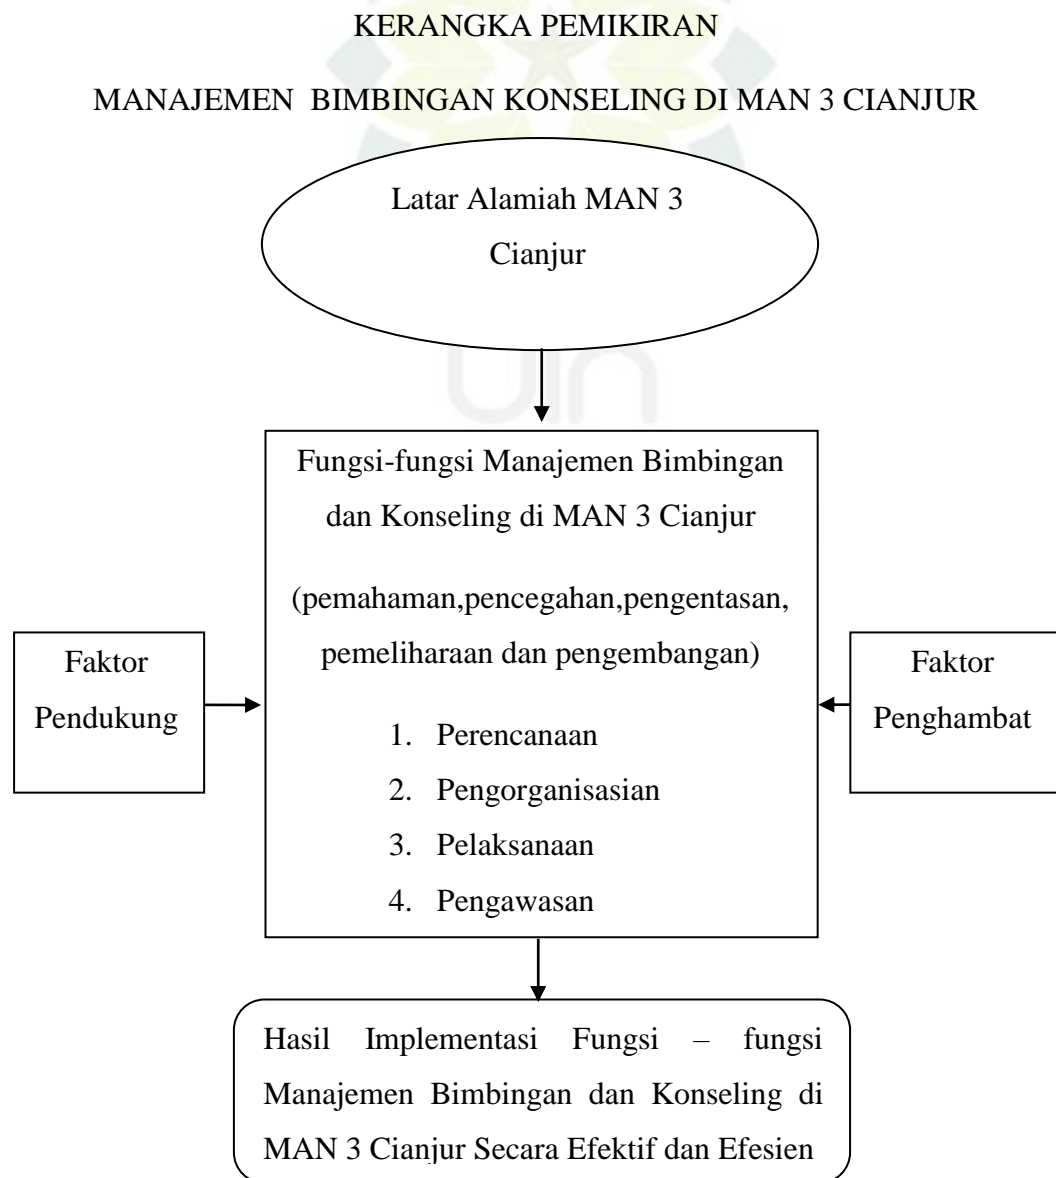 KERANGKA PEMIKIRAN
MANAJEMEN BIMBINGAN KONSELING DI MAN 3 CIANJUR
Latar Alamiah MAN 3
Cianjur
uin
Fungsi-fungsi Manajemen Bimbingan
dan Konseling di MAN 3 Cianjur
(pemahaman,pencegahan,pengentasan,
pemeliharaan dan pengembangan)
1. Perencanaan
2. Pengorganisasian
3. Pelaksanaan
4. Pengawasan
Faktor
Pendukung
Faktor
Penghambat
Hasil Implementasi Fungsi – fungsi
Manajemen Bimbingan dan Konseling di
MAN 3 Cianjur Secara Efektif dan Efesien